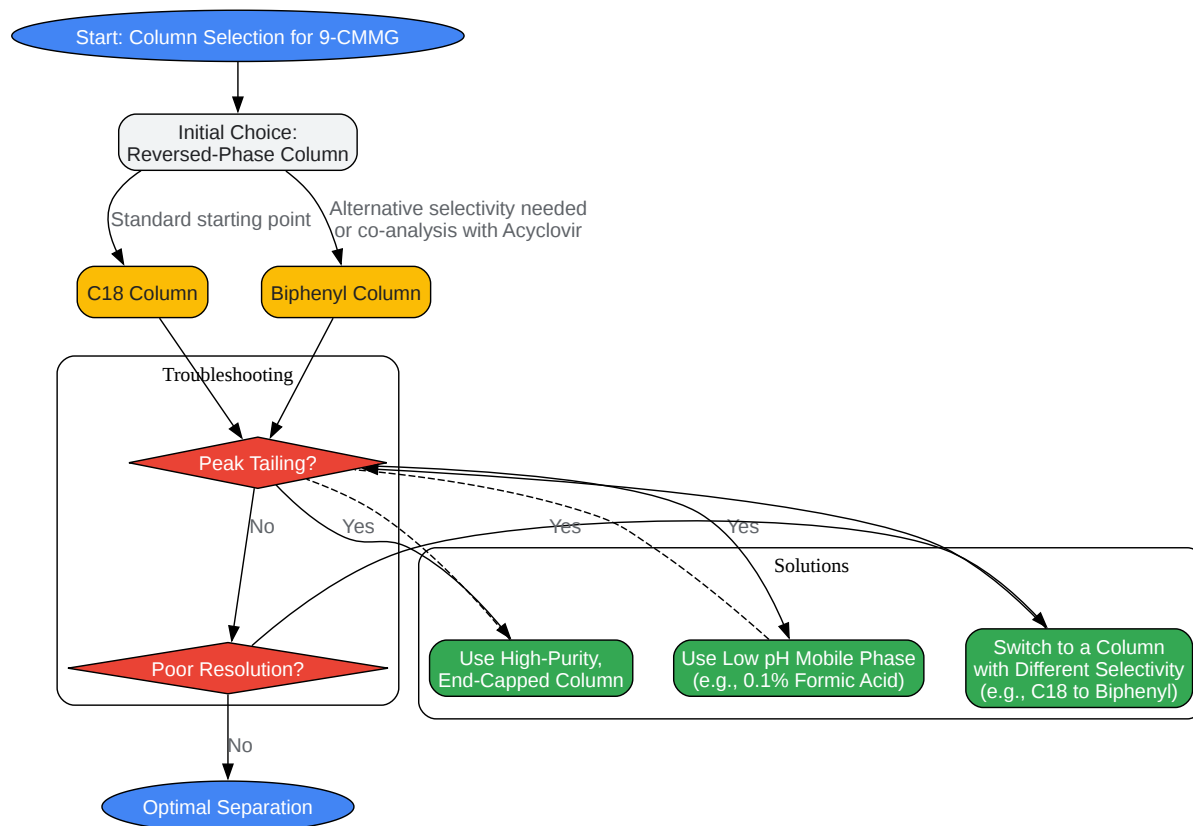 Start: Column Selection for 9-CMMG
Initial Choice:
Reversed-Phase Column
Standard starting point
Alternative selectivity needed
or co-analysis with Acyclovir
C18 Column
Biphenyl Column
Troubleshooting
Peak Tailing?
No
Yes
Yes
Yes
Solutions
Poor Resolution?
Use High-Purity,
End-Capped Column
Use Low pH Mobile Phase
(e.g., 0.1% Formic Acid)
Switch to a Column
with Different Selectivity
(e.g., C18 to Biphenyl)
No
Optimal Separation